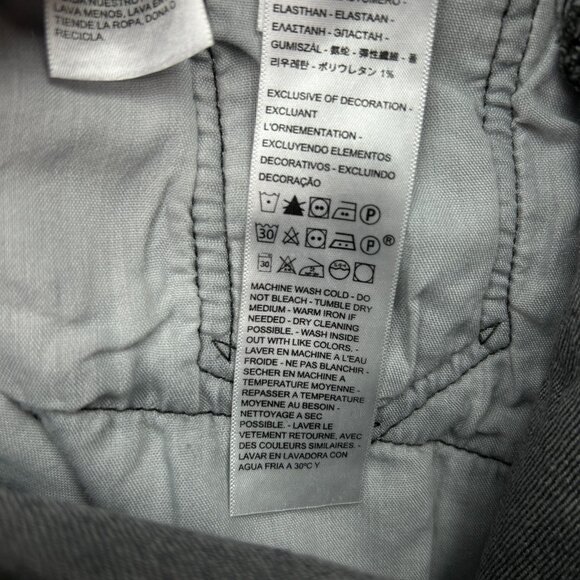 LAVA MENOS, LAVA EN
TIENDE LA ROPA, DONA O
RECICLA.
ELASTHAN - ELASTAAN -
ΕΛΑΣΤΑΝΗ - ЭЛАСТАН -
GUMISZÁL - 氨纶 - 彈性纖維 - 폴
리우레탄 - ポリウレタン 1%
EXCLUSIVE OF DECORATION -
EXCLUANT
L'ORNEMENTATION -
EXCLUYENDO ELEMENTOS
DECORATIVOS - EXCLUINDO
DECORAÇÃO
P
30 P ®
30
MACHINE WASH COLD - DO
NOT BLEACH - TUMBLE DRY
MEDIUM - WARM IRON IF
NEEDED - DRY CLEANING
POSSIBLE. - WASH INSIDE
OUT WITH LIKE COLORS. -
LAVER EN MACHINE A L'EAU
FROIDE - NE PAS BLANCHIR -
SECHER EN MACHINE A
TEMPERATURE MOYENNE -
REPASSER A TEMPERATURE
MOYENNE AU BESOIN -
NETTOYAGE A SEC
POSSIBLE. - LAVER LE
VETEMENT RETOURNE, AVEC
DES COULEURS SIMILAIRES. -
LAVAR EN LAVADORA CON
AGUA FRIA A 30ºC Y